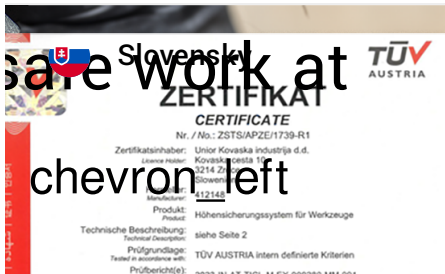 Slovensky
safe work at
TÜV
AUSTRIA
ZERTIFIKAT
CERTIFICATE
Nr. / No.: ZSTS/APZE/1739-R1
Zertifikatsinhaber: Unior Kovaska industrija d.d.
Licence Holder: Kovaska cesta 10
3214
chevron_left
Manufacturer: 412148
Produkt: Höhensicherungssystem für Werkzeuge
Product:
Technische Beschreibung: siehe Seite 2
Technical Description:
Prüfgrundlage: TÜV AUSTRIA intern definierte Kriterien
Tested in accordance with:
Prüfbericht(e):